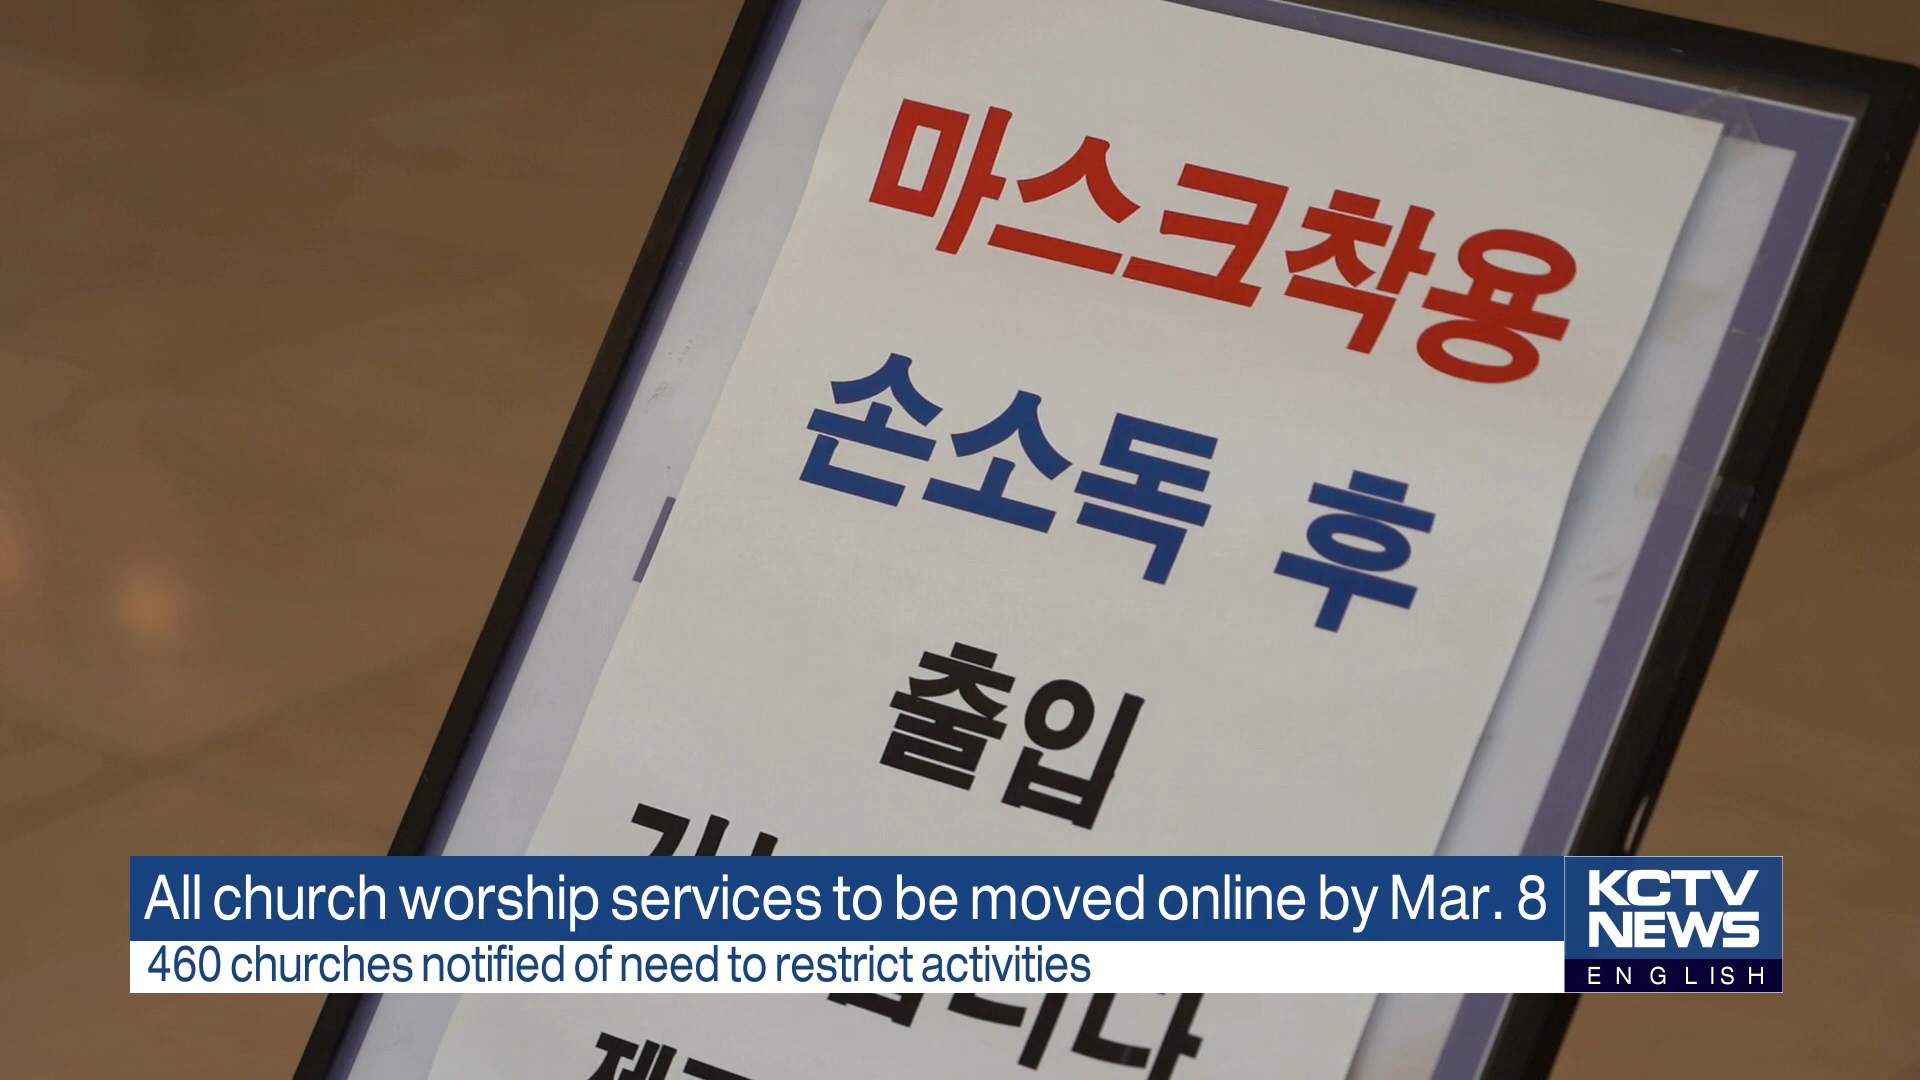 마스크착용
손소독 후
출입
All church worship services to be moved online by Mar. 8
460 churches notified of need to restrict activities
KCTV
NEWS
ENGLISH